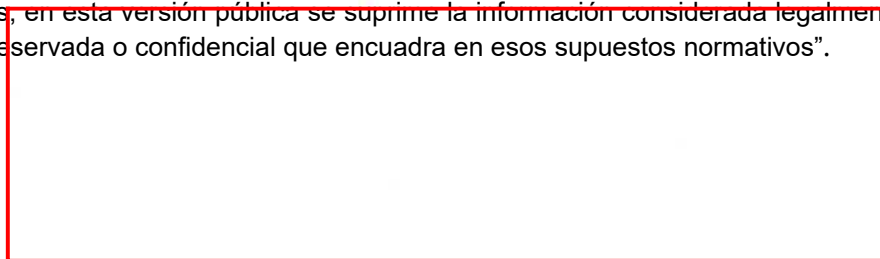 s, en esta versión pública se suprime la información considerada legalmen
eservada o confidencial que encuadra en esos supuestos normativos”.